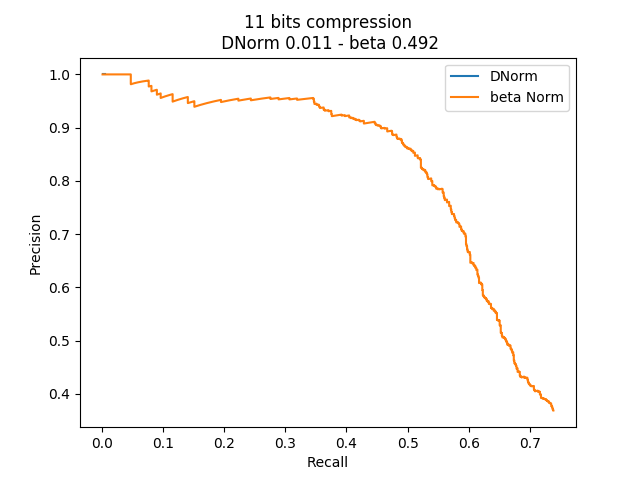 11 bits compression
DNorm 0.011 - beta 0.492
DNorm
beta Norm
Precision
1.0
0.9
0.8
0.7
0.6
0.5
0.4
0.0 0.1 0.2 0.3 0.4 0.5 0.6 0.7
Recall